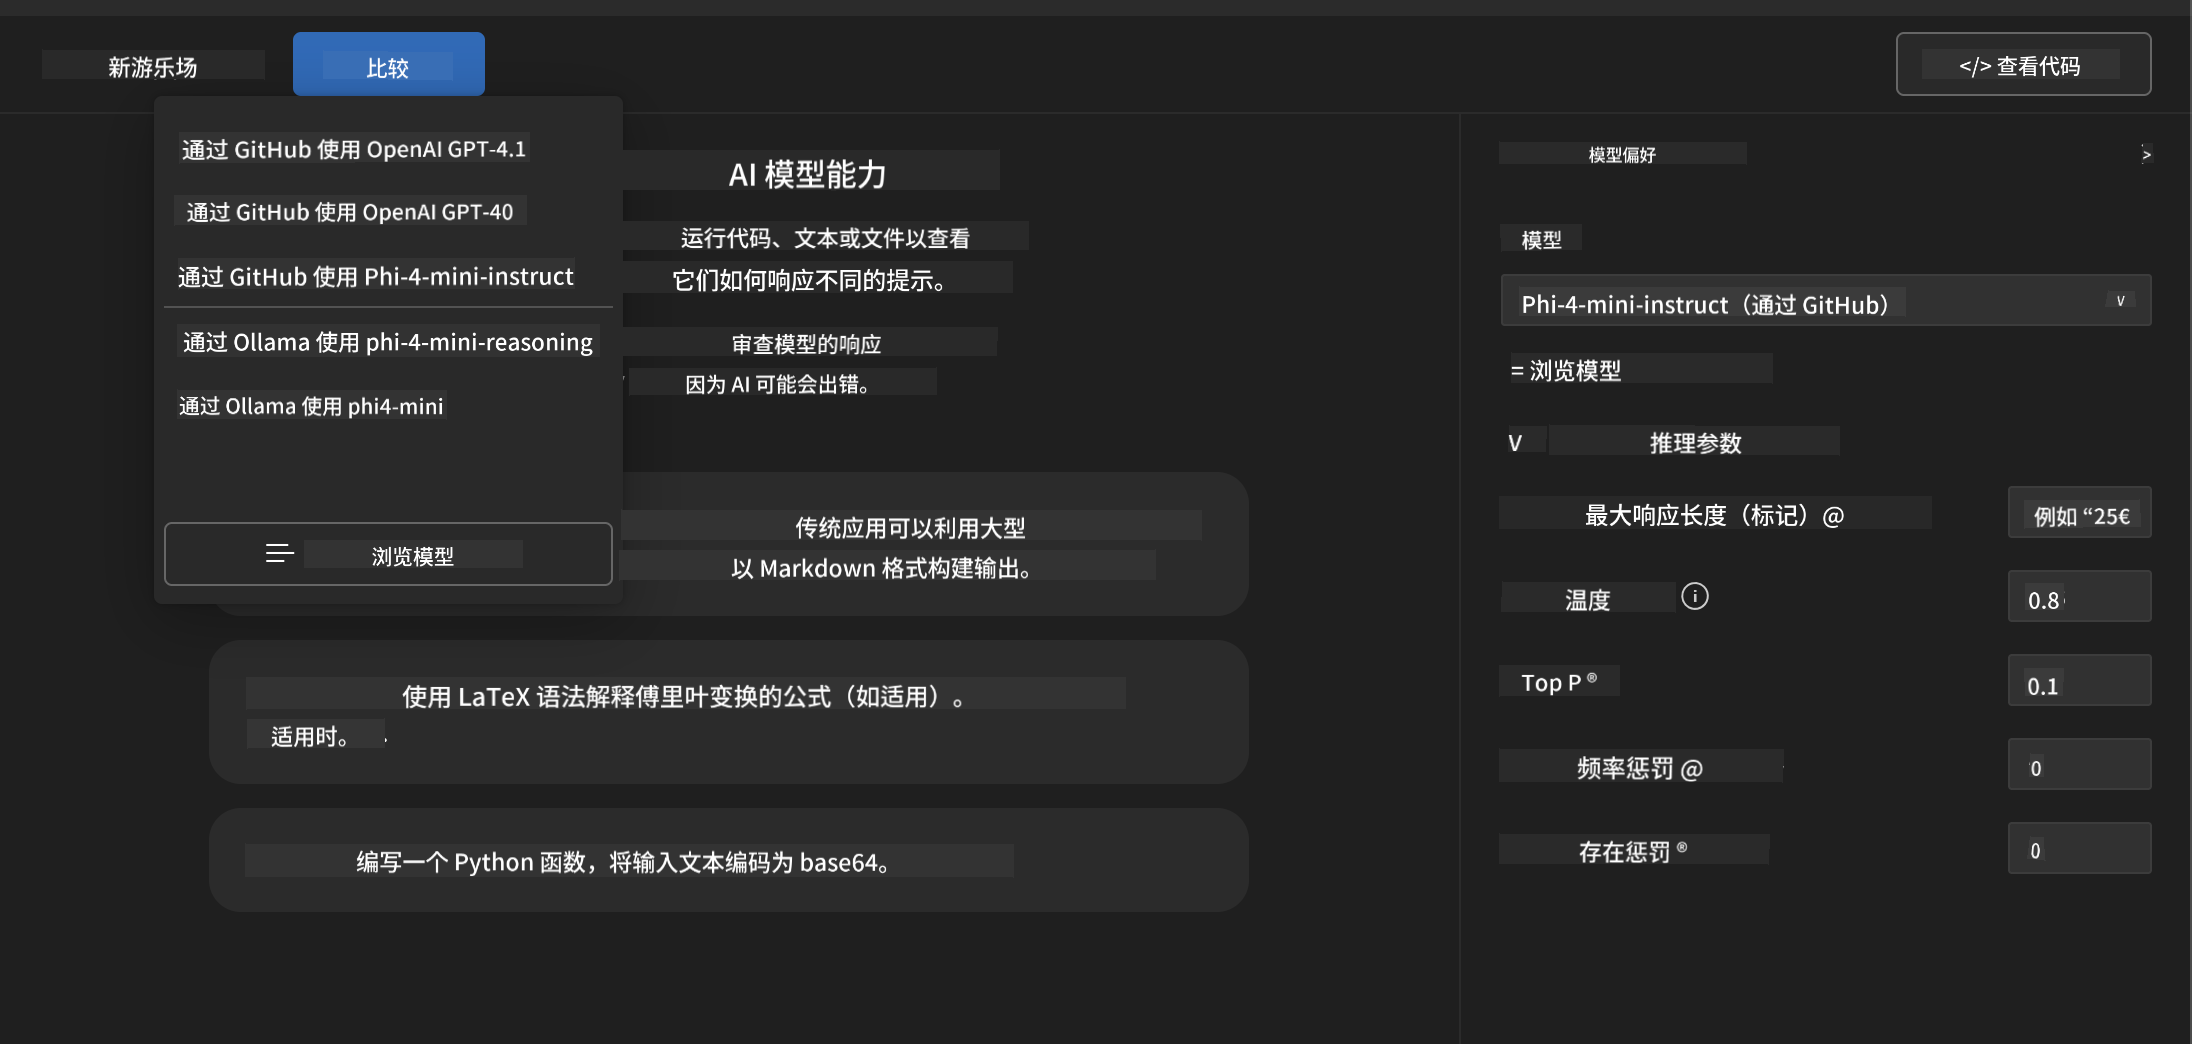 新游乐场
比较
</> 查看代码
通过 GitHub 使用 OpenAI GPT-4.1
通过 GitHub 使用 OpenAI GPT-40
通过 GitHub 使用 Phi-4-mini-instruct
通过 Ollama 使用 phi-4-mini-reasoning
通过 Ollama 使用 phi4-mini
浏览模型
AI 模型能力
运行代码、文本或文件以查看
它们如何响应不同的提示。
审查模型的响应
因为 AI 可能会出错。
传统应用可以利用大型
以 Markdown 格式构建输出。
使用 LaTeX 语法解释傅里叶变换的公式（如适用）。
适用时。
编写一个 Python 函数，将输入文本编码为 base64。
模型偏好
>
模型
Phi-4-mini-instruct（通过 GitHub）
v
= 浏览模型
V 推理参数
最大响应长度（标记）@
例如 “25€
温度
0.8
Top P ®
0.1
频率惩罚 @
0
存在惩罚 ®
0